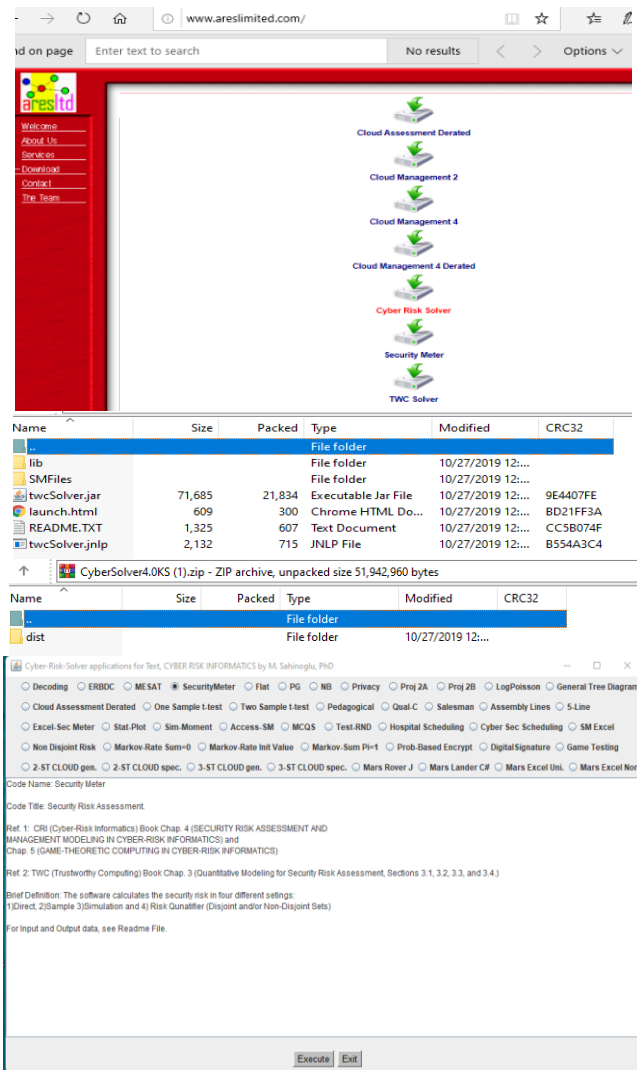 www.areslimited.com/
nd on page Enter text to search No results Options
aresltd
Welcome
About Us
Services
Download
Contact
The Team
Cloud Assessment Derated
Cloud Management 2
Cloud Management 4
Cloud Management 4 Derated
Cyber Risk Solver
Security Meter
TWC Solver
Name Size Packed Type Modified CRC32
.. File folder
lib File folder 10/27/2019 12:...
SMFiles File folder 10/27/2019 12:...
twcSolver.jar 71,685 21,834 Executable Jar File 10/27/2019 12:... 9E4407FE
launch.html 609 300 Chrome HTML Do... 10/27/2019 12:... BD21FF3A
README.TXT 1,325 607 Text Document 10/27/2019 12:... CC5B074F
twcSolver.jnlp 2,132 715 JNLP File 10/27/2019 12:... B554A3C4
CyberSolver4.0KS (1).zip - ZIP archive, unpacked size 51,942,960 bytes
Name Size Packed Type Modified CRC32
.. File folder
dist File folder 10/27/2019 12:...
Cyber-Risk-Solver applications for Text, CYBER RISK INFORMATICS by M. Sahinoglu, PhD
Decoding ERBDC MESAT SecurityMeter Flat PG NB Privacy Proj 2A Proj 2B LogPoisson General Tree Diagram
Cloud Assessment Derated One Sample t-test Two Sample t-test Pedagogical Qual-C Salesman Assembly Lines 5-Line
Excel-Sec Meter Stat-Plot Sim-Moment Access-SM MCQS Test-RND Hospital Scheduling Cyber Sec Scheduling SM Excel
Non Disjoint Risk Markov-Rate Sum=0 Markov-Rate Init Value Markov-Sum Pi=1 Prob-Based Encrypt DigitalSignature Game Testing
2-ST CLOUD gen. 2-ST CLOUD spec. 3-ST CLOUD gen. 3-ST CLOUD spec. Mars Rover J Mars Lander C# Mars Excel Uni. Mars Excel Nor
Code Name: Security Meter
Code Title: Security Risk Assessment.
Ref. 1: CRI (Cyber-Risk Informatics) Book Chap. 4 (SECURITY RISK ASSESSMENT AND
MANAGEMENT MODELING IN CYBER-RISK INFORMATICS) and
Chap. 5 (GAME-THEORETIC COMPUTING IN CYBER-RISK INFORMATICS)
Ref. 2: TWC (Trustworthy Computing) Book Chap. 3 (Quantitative Modeling for Security Risk Assessment, Sections 3.1, 3.2, 3.3, and 3.4.)
Brief Definition: The software calculates the security risk in four different setings:
1)Direct, 2)Sample 3)Simulation and 4) Risk Qunatifier (Disjoint and/or Non-Disjoint Sets)
For Input and Output data, see Readme File.
Execute Exit